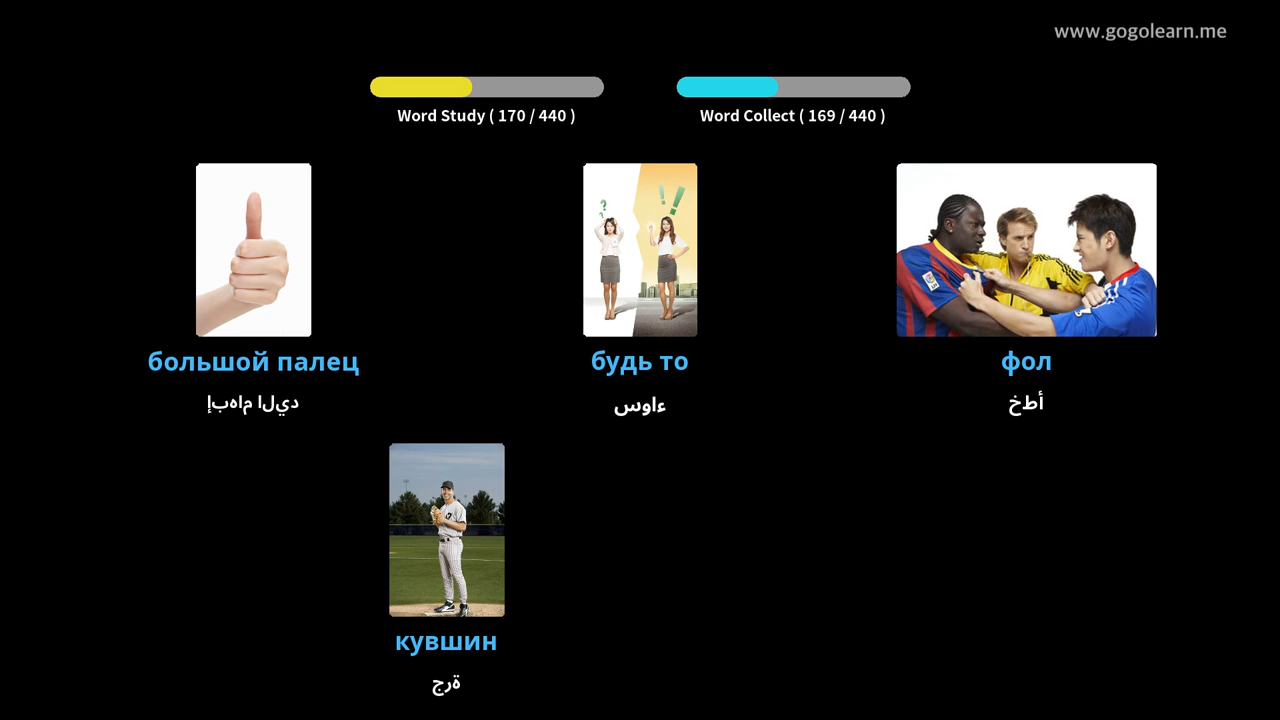 www.gogolearn.me
Word Study ( 170 / 440 )
Word Collect ( 169 / 440 )
большой палец
إبهام اليد
будь то
سواء
фол
خطأ
кувшин
جرة